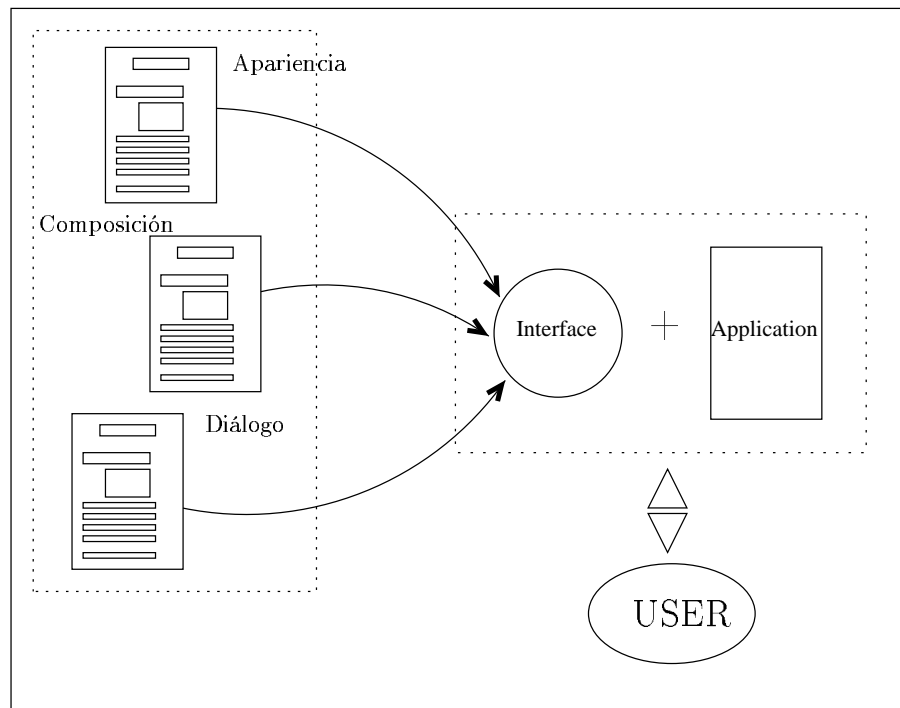 Apariencia
Composición
Diálogo
Interface
+
Application
USER